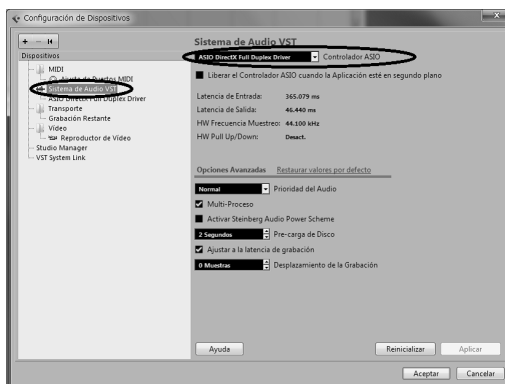 Configuración de Dispositivos
Dispositivos
MIDI
Ajuste de Puertos MIDI
Sistema de Audio VST
ASIO DirectX Full Duplex Driver
Transporte
Grabación Restante
Vídeo
Reproductor de Vídeo
Studio Manager
VST System Link
Sistema de Audio VST
ASIO DirectX Full Duplex Driver Controlador ASIO
Liberar el Controlador ASIO cuando la Aplicación esté en segundo plano
Latencia de Entrada: 365.079 ms
Latencia de Salida: 46.440 ms
HW Frecuencia Muestreo: 44.100 kHz
HW Pull Up/Down: Desact.
Opciones Avanzadas Restaurar valores por defecto
Normal Prioridad del Audio
Multi-Proceso
Activar Steinberg Audio Power Scheme
2 Segundos Pre-carga de Disco
Ajustar a la latencia de grabación
0 Muestras Desplazamiento de la Grabación
Ayuda Reinicializar Aplicar
Aceptar Cancelar